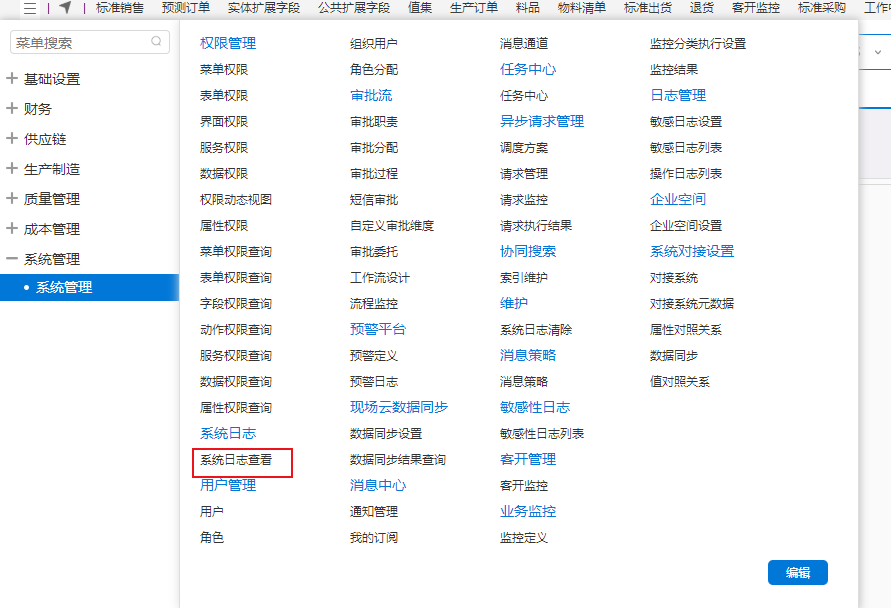 标准销售 预测订单 实体扩展字段 公共扩展字段 值集 生产订单 料品 物料清单 标准出货 退货 客开监控 标准采购
菜单搜索
基础设置
财务
供应链
生产制造
质量管理
成本管理
系统管理
系统管理
权限管理
菜单权限
表单权限
界面权限
服务权限
数据权限
权限动态视图
属性权限
菜单权限查询
表单权限查询
字段权限查询
动作权限查询
服务权限查询
数据权限查询
属性权限查询
系统日志
系统日志查看
用户管理
用户
角色
组织用户
角色分配
审批流
审批职责
审批分配
审批过程
短信审批
自定义审批维度
审批委托
工作流设计
流程监控
预警平台
预警定义
预警日志
现场云数据同步
数据同步设置
数据同步结果查询
消息中心
通知管理
我的订阅
消息通道
任务中心
任务中心
异步请求管理
调度方案
请求管理
请求监控
请求执行结果
协同搜索
索引维护
维护
系统日志清除
消息策略
消息策略
敏感性日志
敏感性日志列表
客开管理
客开监控
业务监控
监控定义
监控分类执行设置
监控结果
日志管理
敏感日志设置
敏感日志列表
操作日志列表
企业空间
企业空间设置
系统对接设置
对接系统
对接系统元数据
属性对照关系
数据同步
值对照关系
编辑